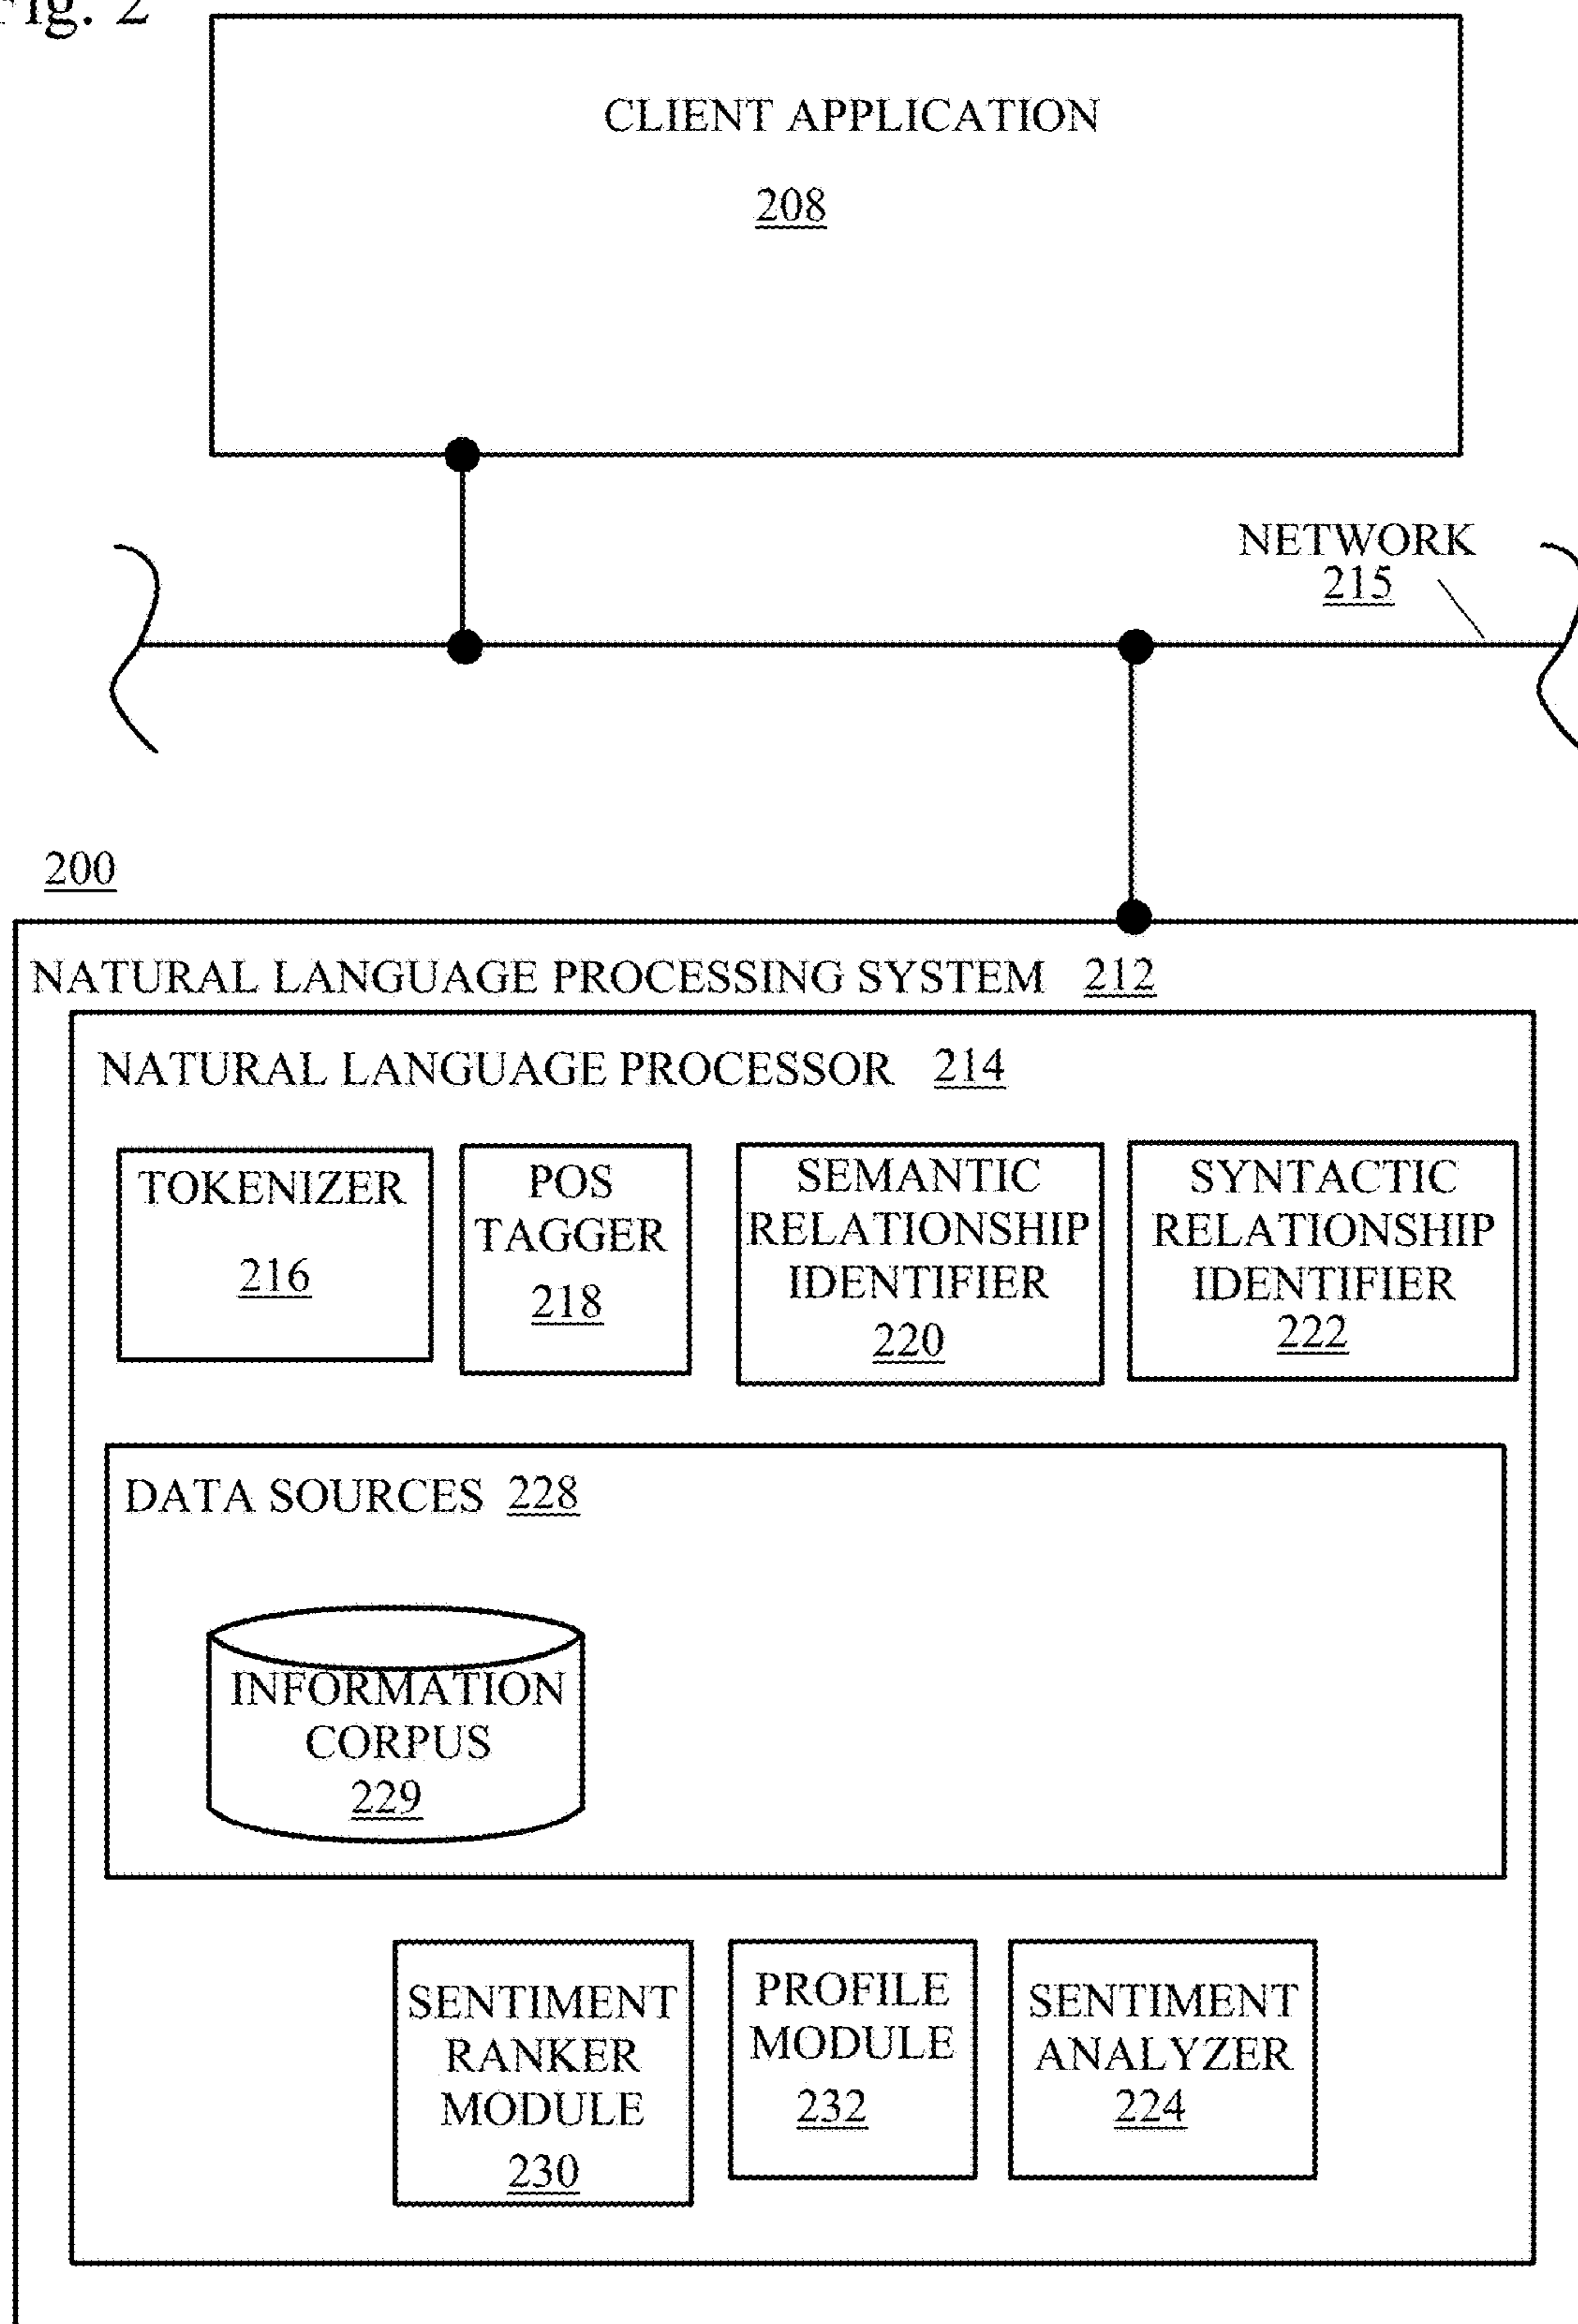 Fig. 2
CLIENT APPLICATION
208
NETWORK
215
200
NATURAL LANGUAGE PROCESSING SYSTEM 212
NATURAL LANGUAGE PROCESSOR 214
TOKENIZER
216
POS
TAGGER
218
SEMANTIC
RELATIONSHIP
IDENTIFIER
220
SYNTACTIC
RELATIONSHIP
IDENTIFIER
222
DATA SOURCES 228
INFORMATION
CORPUS
229
SENTIMENT
RANKER
MODULE
230
PROFILE
MODULE
232
SENTIMENT
ANALYZER
224